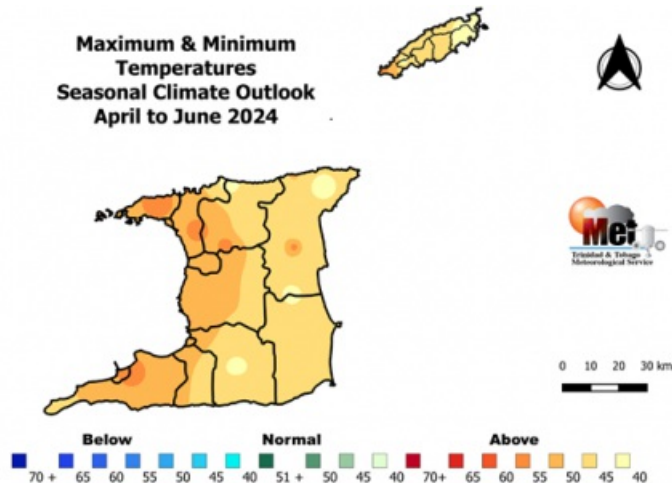 Maximum & Minimum
Temperatures
Seasonal Climate Outlook
April to June 2024
Met
Trinidad & Tobago
Meteorological Service
0 10 20 30 km
Below Normal Above
70 + 65 60 55 50 45 40 51 + 50 45 40 70+ 65 60 55 50 45 40